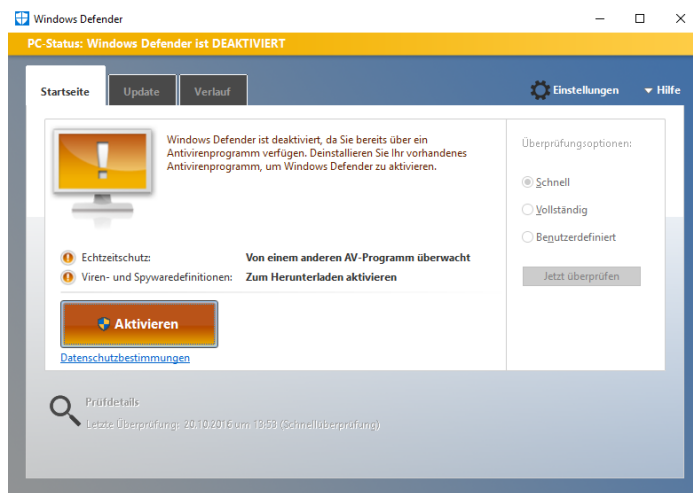 Windows Defender
PC-Status: Windows Defender ist DEAKTIVIERT
Startseite
Update
Verlauf
Einstellungen
Hilfe
Windows Defender ist deaktiviert, da Sie bereits über ein
Antivirenprogramm verfügen. Deinstallieren Sie Ihr vorhandenes
Antivirenprogramm, um Windows Defender zu aktivieren.
Echtzeitschutz: Von einem anderen AV-Programm überwacht
Viren- und Spywaredefinitionen: Zum Herunterladen aktivieren
Aktivieren
Datenschutzbestimmungen
Überprüfungsoptionen:
Schnell
Vollständig
Benutzerdefiniert
Jetzt überprüfen
Prüfdetails
Letzte Überprüfung: 20.10.2016 um 13:53 (Schnellüberprüfung)